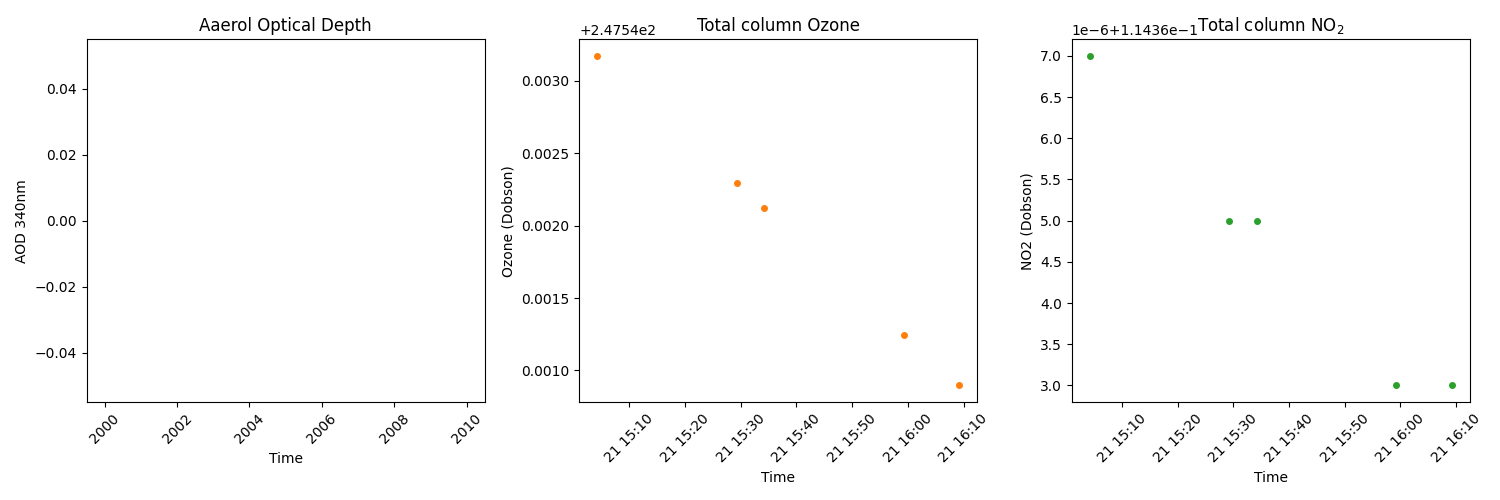 Aaerol Optical Depth
AOD 340nm
0.04
0.02
0.00
−0.02
−0.04
2000 2002 2004 2006 2008 2010
Time
Total column Ozone
+2.4754e2
Ozone (Dobson)
0.0030
0.0025
0.0020
0.0015
0.0010
21 15:10 21 15:20 21 15:30 21 15:40 21 15:50 21 16:00 21 16:10
Time
Total column NO₂
1e−6+1.1436e−1
NO2 (Dobson)
7.0
6.5
6.0
5.5
5.0
4.5
4.0
3.5
3.0
21 15:10 21 15:20 21 15:30 21 15:40 21 15:50 21 16:00 21 16:10
Time